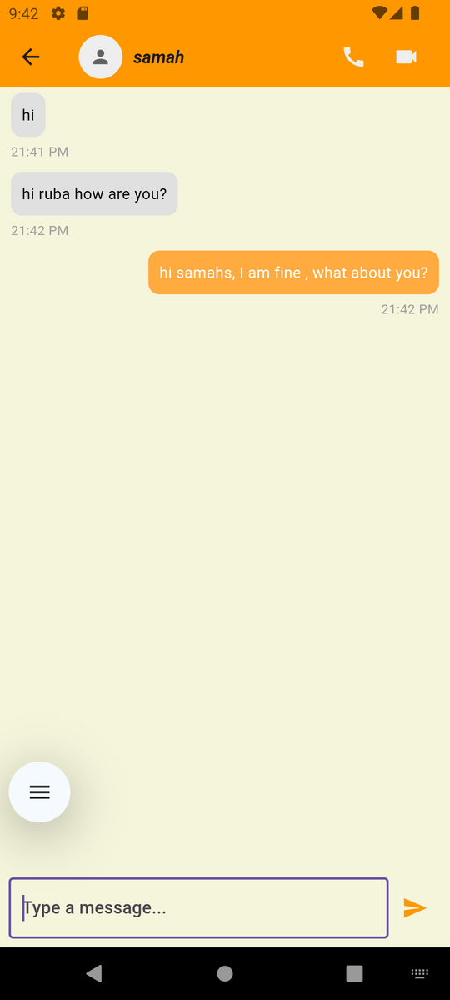 9:42
samah
hi
21:41 PM
hi ruba how are you?
21:42 PM
hi samahs, I am fine , what about you?
21:42 PM
Type a message...